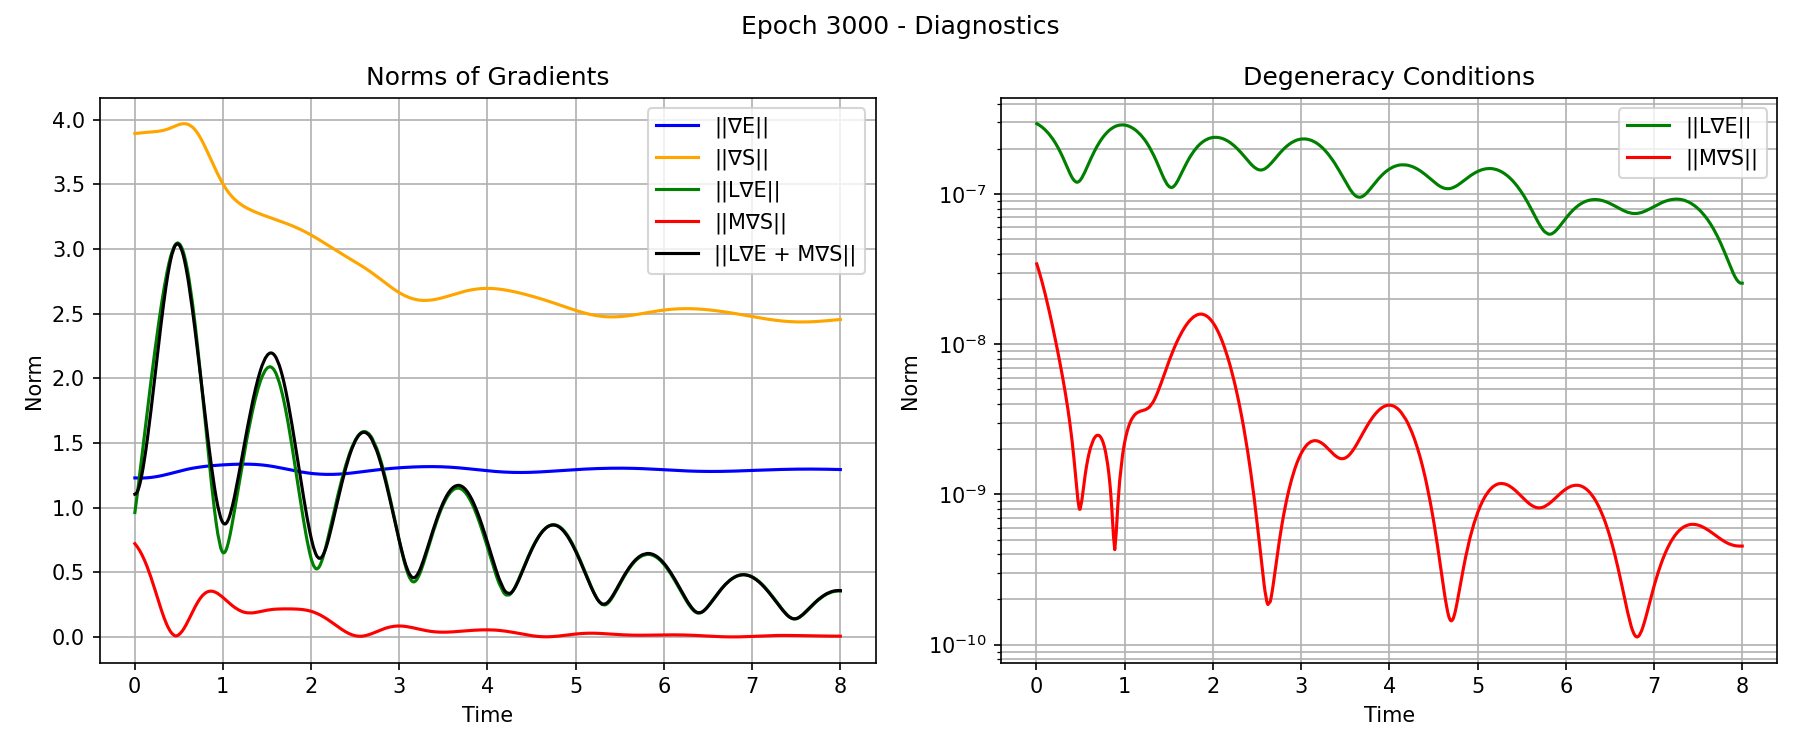 Epoch 3000 - Diagnostics
Norms of Gradients
Norm
4.0
3.5
3.0
2.5
2.0
1.5
1.0
0.5
0.0
0 1 2 3 4 5 6 7 8
Time
||∇E||
||∇S||
||L∇E||
||M∇S||
||L∇E + M∇S||
Degeneracy Conditions
Norm
10⁻⁷
10⁻⁸
10⁻⁹
10⁻¹⁰
0 1 2 3 4 5 6 7 8
Time
||L∇E||
||M∇S||